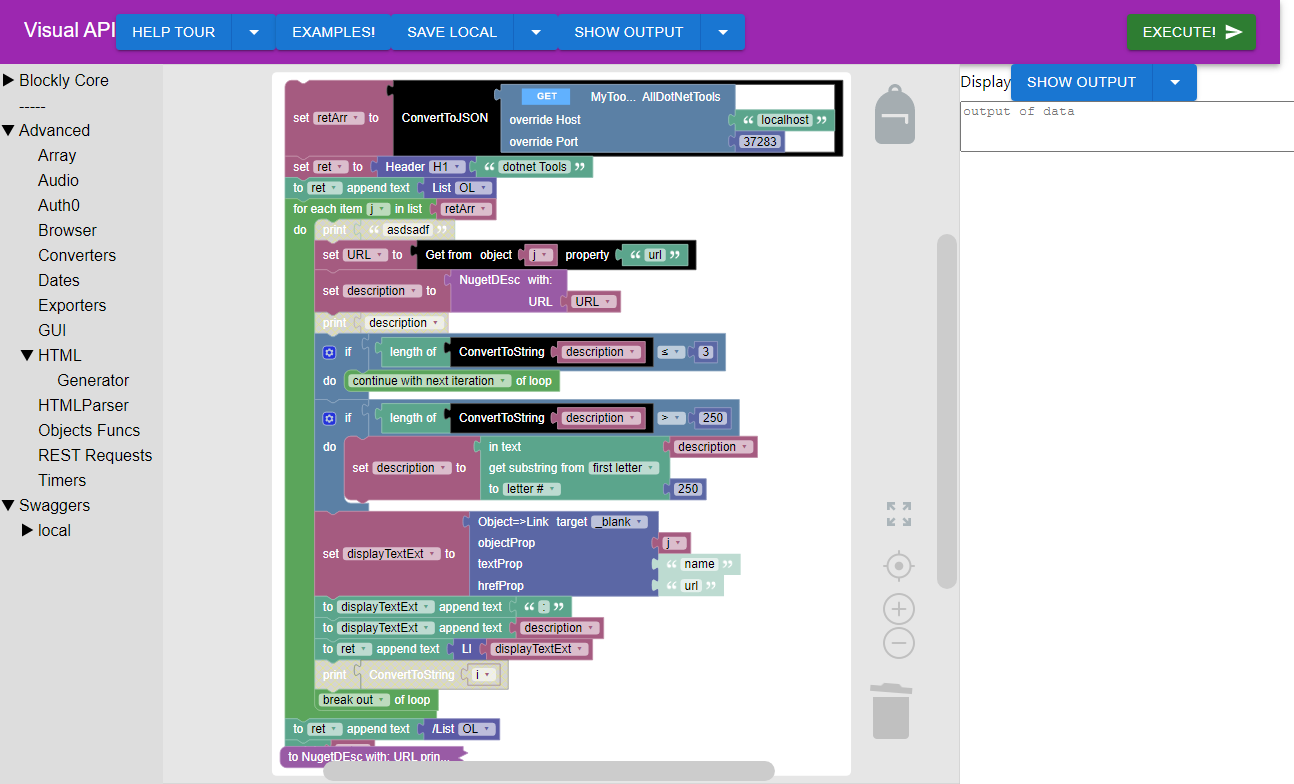 Visual API HELP TOUR EXAMPLES! SAVE LOCAL SHOW OUTPUT EXECUTE!
Blockly Core
-----
Advanced
Array
Audio
Auth0
Browser
Converters
Dates
Exporters
GUI
HTML
Generator
HTMLParser
Objects Funcs
REST Requests
Timers
Swaggers
local
set retArr to ConvertToJSON GET MyToo... AllDotNetTools
override Host “ localhost ”
override Port 37283
set ret to Header H1 “ dotnet Tools ”
to ret append text List OL
for each item j in list retArr
do print “ asdsadf ”
set URL to Get from object j property “ url ”
set description to NugetDEsc with:
URL URL
print description
if length of ConvertToString description ≤ 3
do continue with next iteration of loop
if length of ConvertToString description > 250
do set description to in text description
get substring from first letter
to letter # 250
set displayTextExt to Object=>Link target _blank
objectProp j
textProp “ name ”
hrefProp “ url ”
to displayTextExt append text “ : ”
to displayTextExt append text description
to ret append text LI displayTextExt
print ConvertToString i
break out of loop
to ret append text /List OL
to NugetDEsc with: URL prin...
Display SHOW OUTPUT
output of data